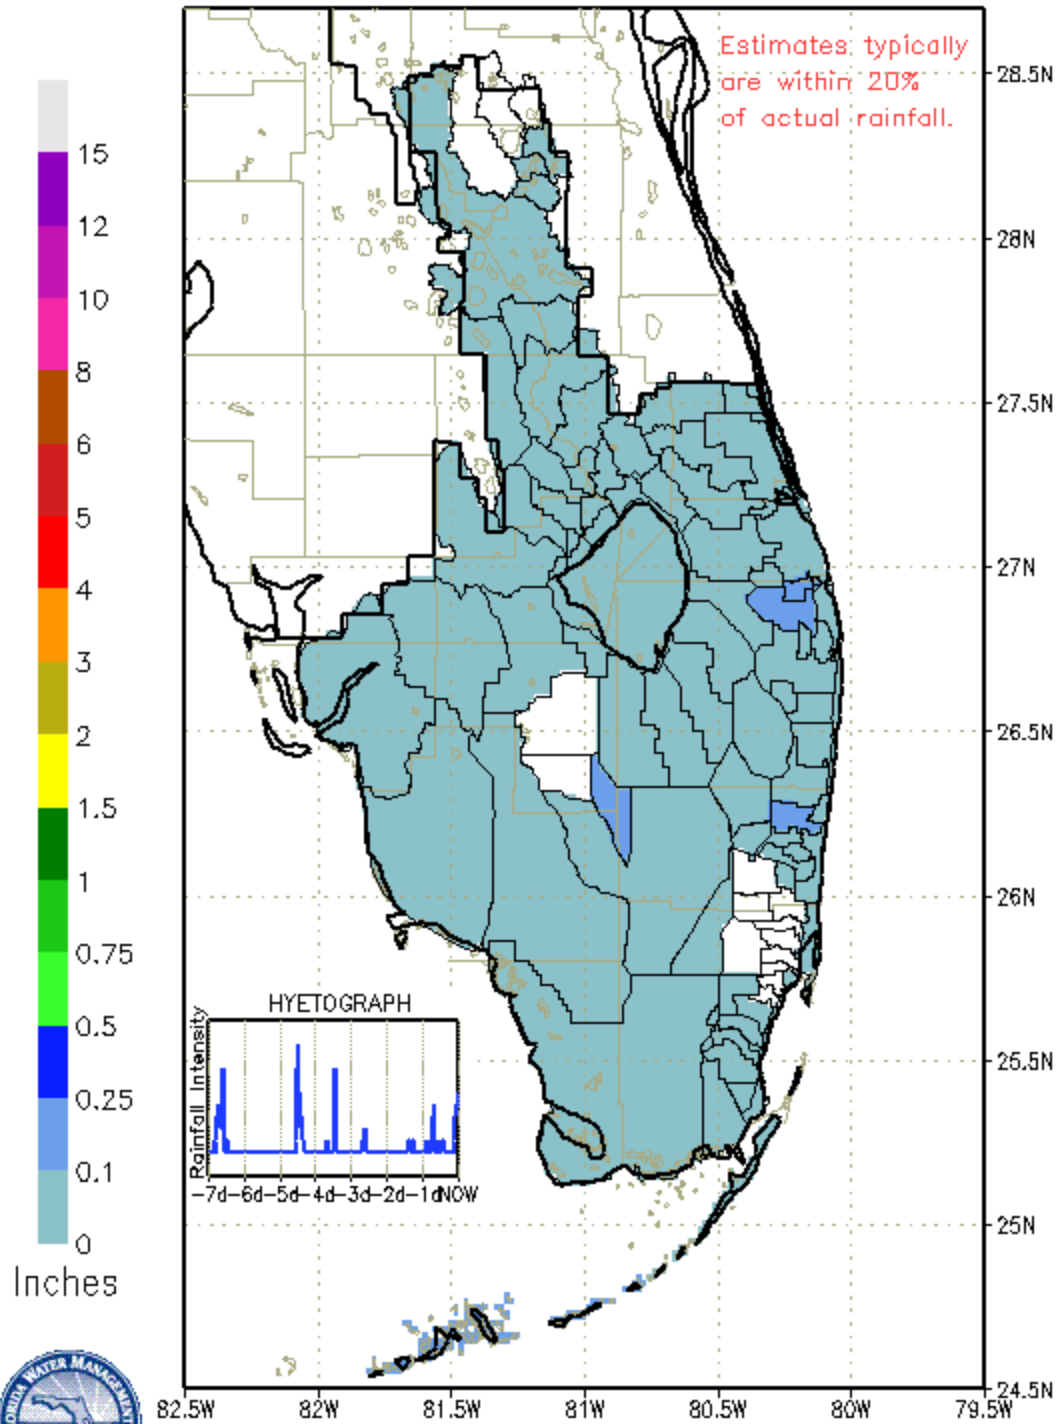 Estimates typically
are within 20%
of actual rainfall.
28.5N
28N
27.5N
27N
26.5N
26N
25.5N
25N
24.5N
15
12
10
8
6
5
4
3
2
1.5
1
0.75
0.5
0.25
0.1
0
Inches
HYETOGRAPH
Rainfall Intensity
-7d-6d-5d-4d-3d-2d-1dNOW
WATER MANAGEM
82.5W 82W 81.5W 81W 80.5W 80W 79.5W